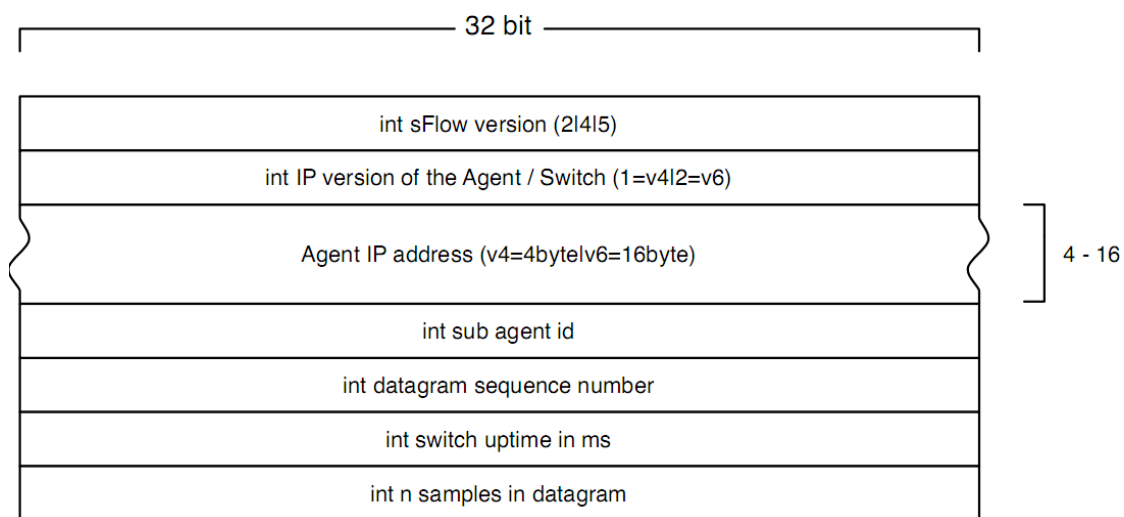 32 bit
int sFlow version (2|4|5)
int IP version of the Agent / Switch (1=v4|2=v6)
Agent IP address (v4=4byte|v6=16byte)
4 - 16
int sub agent id
int datagram sequence number
int switch uptime in ms
int n samples in datagram